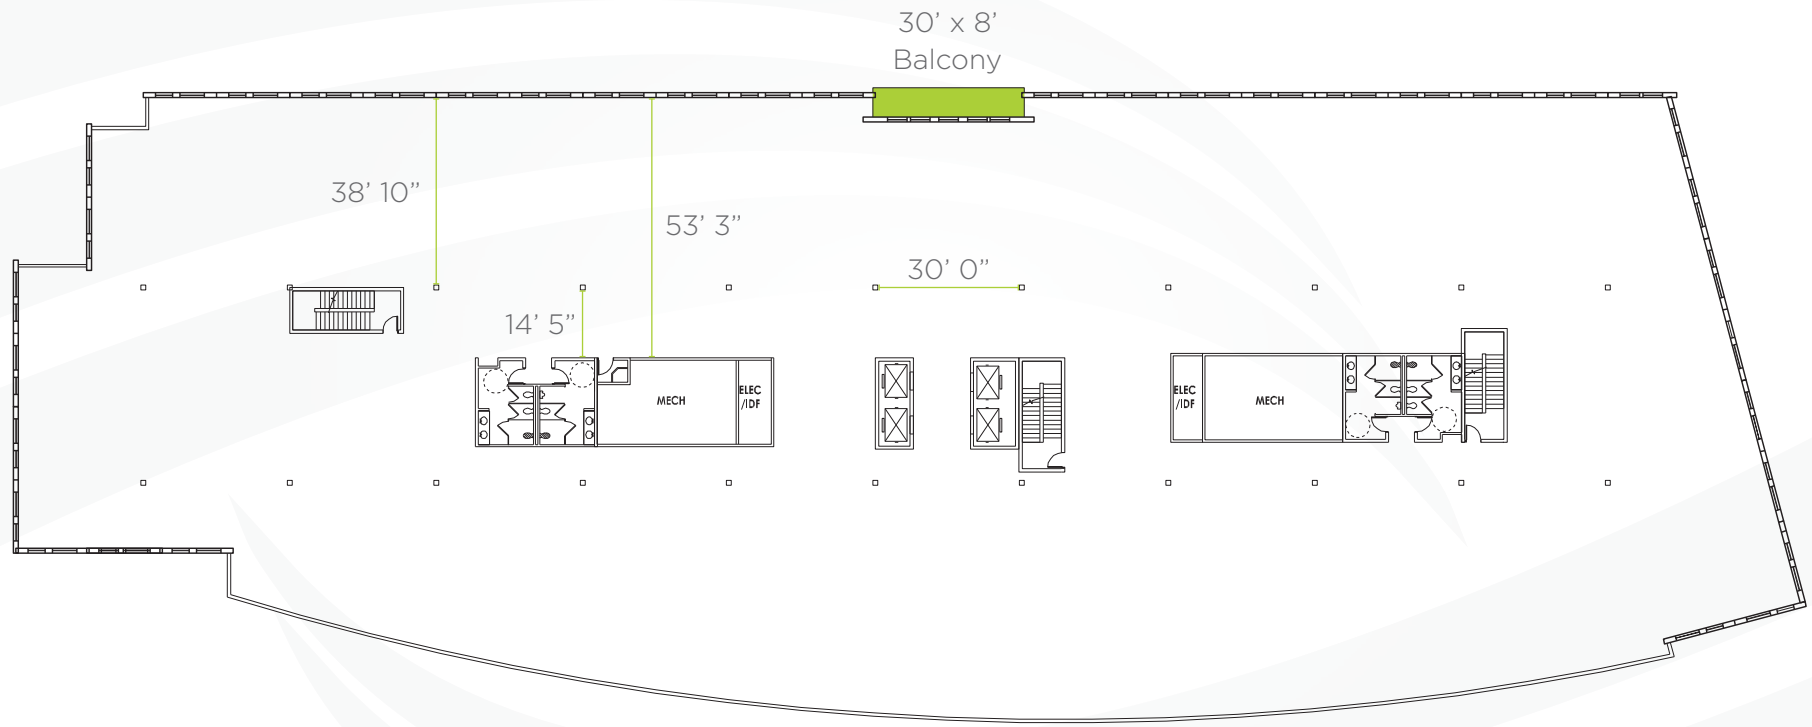 30’ x 8’
Balcony
38’ 10”
53’ 3”
30’ 0”
14’ 5”
MECH
ELEC
/IDF
ELEC
/IDF
MECH